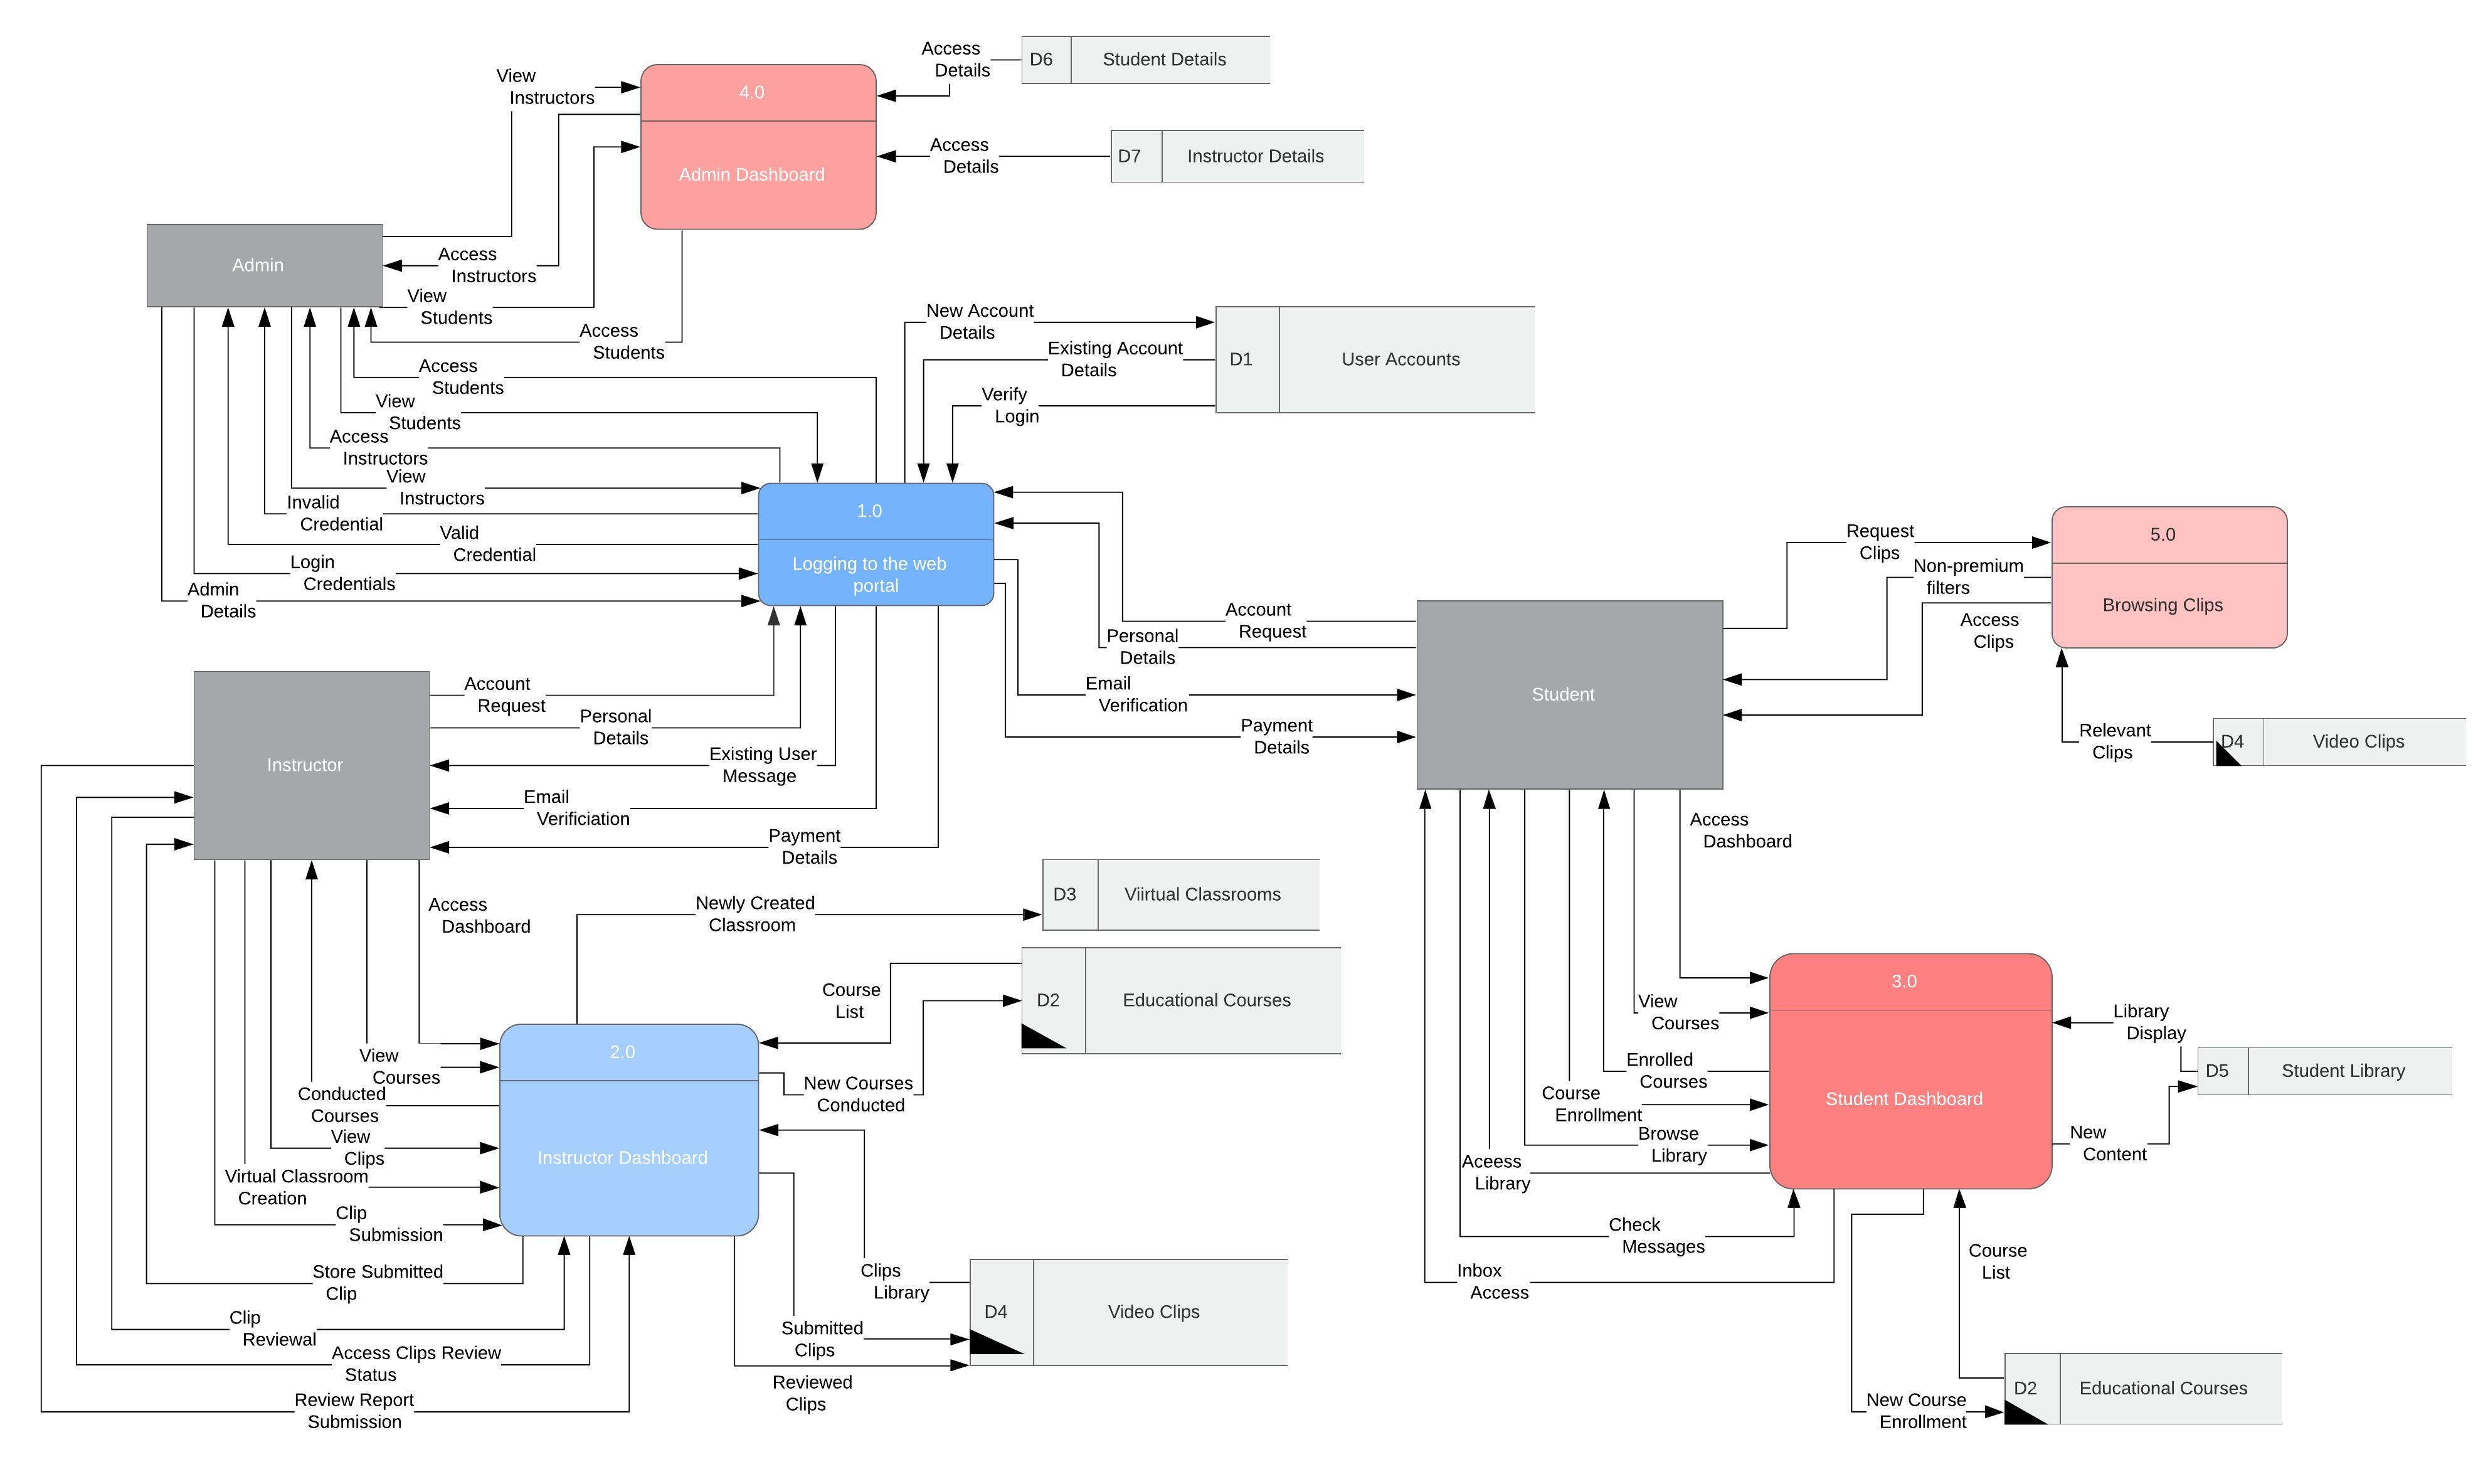 Access
Details
D6
Student Details
View
Instructors
4.0
Admin Dashboard
Access
Details
D7
Instructor Details
Admin
Access
Instructors
View
Students
Access
Students
New Account
Details
Existing Account
Details
Verify
Login
D1
User Accounts
Access
Students
View
Students
Access
Instructors
View
Instructors
Invalid
Credential
Valid
Credential
Login
Credentials
Admin
Details
1.0
Logging to the web
portal
Request
Clips
Non-premium
filters
Access
Clips
5.0
Browsing Clips
Account
Request
Personal
Details
Email
Verification
Payment
Details
Student
Relevant
Clips
D4
Video Clips
Instructor
Account
Request
Personal
Details
Existing User
Message
Email
Verificiation
Payment
Details
Access
Dashboard
Access
Dashboard
Newly Created
Classroom
D3
Viirtual Classrooms
Course
List
D2
Educational Courses
New Courses
Conducted
2.0
Instructor Dashboard
View
Courses
Conducted
Courses
View
Clips
Virtual Classroom
Creation
Clip
Submission
Store Submitted
Clip
Clip
Reviewal
Access Clips Review
Status
Review Report
Submission
Clips
Library
Submitted
Clips
Reviewed
Clips
D4
Video Clips
3.0
Student Dashboard
View
Courses
Enrolled
Courses
Course
Enrollment
Browse
Library
Aceess
Library
Check
Messages
Inbox
Access
Library
Display
D5
Student Library
New
Content
Course
List
New Course
Enrollment
D2
Educational Courses